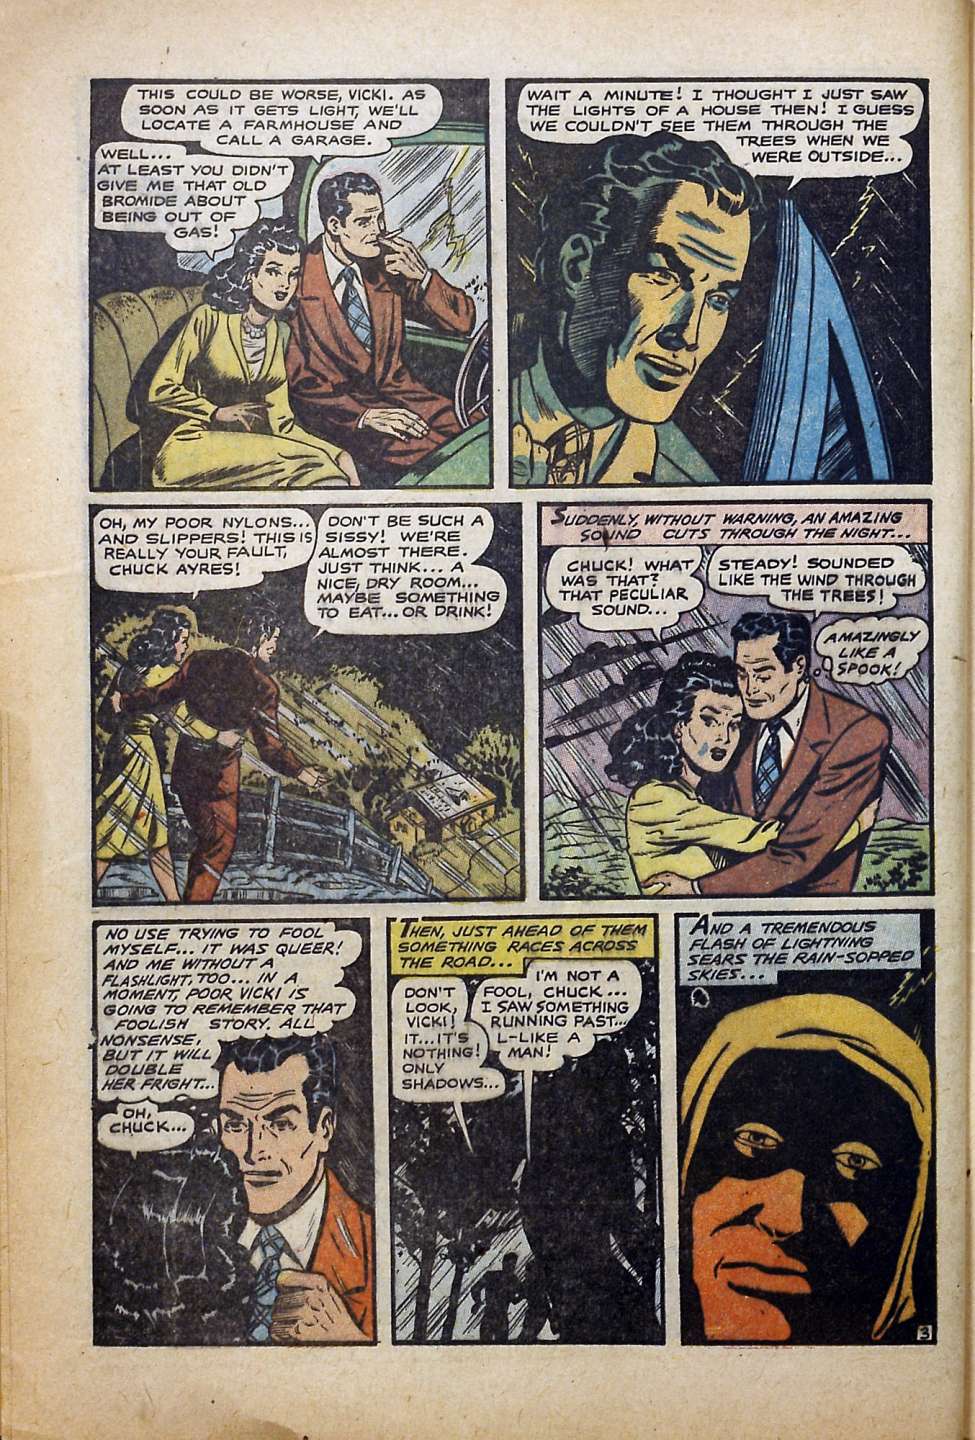 THIS COULD BE WORSE, VICKI. AS
SOON AS IT GETS LIGHT, WE'LL
LOCATE A FARMHOUSE AND
CALL A GARAGE.
WELL...
AT LEAST YOU DIDN'T
GIVE ME THAT OLD
BROMIDE ABOUT
BEING OUT OF
GAS!
WAIT A MINUTE! I THOUGHT I JUST SAW
THE LIGHTS OF A HOUSE THEN! I GUESS
WE COULDN'T SEE THEM THROUGH THE
TREES WHEN WE
WERE OUTSIDE...
OH, MY POOR NYLONS...
AND SLIPPERS! THIS IS
REALLY YOUR FAULT,
CHUCK AYRES!
DON'T BE SUCH A
SISSY! WE'RE
ALMOST THERE.
JUST THINK... A
NICE, DRY ROOM...
MAYBE SOMETHING
TO EAT... OR DRINK!
SUDDENLY, WITHOUT WARNING, AN AMAZING
SOUND CUTS THROUGH THE NIGHT...
CHUCK! WHAT
WAS THAT?
THAT PECULIAR
SOUND...
STEADY! SOUNDED
LIKE THE WIND THROUGH
THE TREES!
AMAZINGLY
LIKE A
SPOOK!
NO USE TRYING TO FOOL
MYSELF... IT WAS QUEER!
AND ME WITHOUT A
FLASHLIGHT, TOO... IN A
MOMENT, POOR VICKI IS
GOING TO REMEMBER THAT
FOOLISH STORY. ALL
NONSENSE,
BUT IT WILL
DOUBLE
HER FRIGHT...
OH,
CHUCK...
THEN, JUST AHEAD OF THEM
SOMETHING RACES ACROSS
THE ROAD...
DON'T
LOOK,
VICKI!
IT...IT'S
NOTHING!
ONLY
SHADOWS...
I'M NOT A
FOOL, CHUCK...
I SAW SOMETHING
RUNNING PAST...
L-LIKE A
MAN!
AND A TREMENDOUS
FLASH OF LIGHTNING
SEARS THE RAIN-SOPPED
SKIES...
3